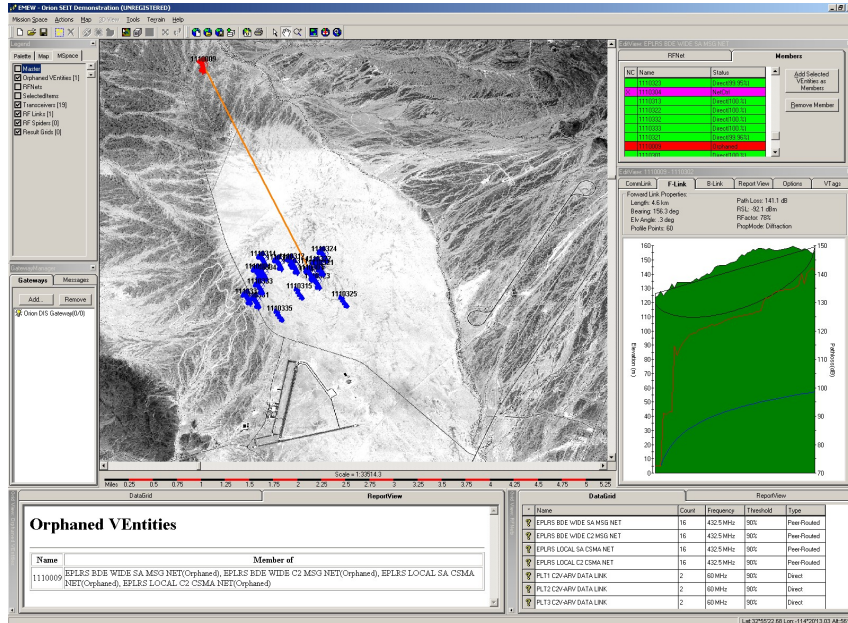 EMEW - Orion SEIT Demonstration (UNREGISTERED)
Mission Space Actions Map 3D View Tools Terrain Help
Legend
Palette Map MSpace
Master
Orphaned VEntities [1]
RFNets
SelectedItems
Transceivers [19]
RF Links [1]
RF Spiders [0]
Result Grids [0]
Gateways Messages
Add... Remove
Orion DIS Gateway(0/0)
1110009
1110324
1110315
1110325
1110335
Scale = 1:33514.3
Miles 0.25 0.5 0.75 1 1.25 1.5 1.75 2 2.25 2.5 2.75 3 3.25 3.5 3.75 4 4.25 4.5 4.75 5 5.25
EditView: EPLRS BDE WIDE SA MSG NET
RFNet Members
NC Name Status
1110323 Direct(99.95%)
X 1110304 NetCtrl
1110313 Direct(100.%)
1110322 Direct(100.%)
1110332 Direct(100.%)
1110333 Direct(100.%)
1110321 Direct(99.96%)
1110009 Orphaned
1110301 Direct(100.%)
Add Selected VEntities as Members
Remove Member
EditView: 1110009 - 1110302
CommLink F-Link B-Link Report View Options VTags
Forward Link Properties:
Length: 4.6 km
Bearing: 156.3 deg
Elv Angle: .3 deg
Profile Points: 60
Path Loss: 141.1 dB
RSL: -92.1 dBm
RFactor: 78%
PropMode: Diffraction
160
150
140
130
120
110
100
90
80
70
60
50
40
30
20
10
0
Elevation (m)
150
140
130
120
110
100
90
80
70
Pathloss(dB)
DataGrid ReportView
Orphaned VEntities
Name Member of
1110009 EPLRS BDE WIDE SA MSG NET(Orphaned), EPLRS BDE WIDE C2 MSG NET(Orphaned), EPLRS LOCAL SA CSMA NET(Orphaned), EPLRS LOCAL C2 CSMA NET(Orphaned)
DataGrid ReportView
* Name Count Frequency Threshold Type
EPLRS BDE WIDE SA MSG NET 16 432.5 MHz 90% Peer-Routed
EPLRS BDE WIDE C2 MSG NET 16 432.5 MHz 90% Peer-Routed
EPLRS LOCAL SA CSMA NET 16 432.5 MHz 90% Peer-Routed
EPLRS LOCAL C2 CSMA NET 16 432.5 MHz 90% Peer-Routed
PLT1 C2V-ARV DATA LINK 2 60 MHz 90% Direct
PLT2 C2V-ARV DATA LINK 2 60 MHz 90% Direct
PLT3 C2V-ARV DATA LINK 2 60 MHz 90% Direct